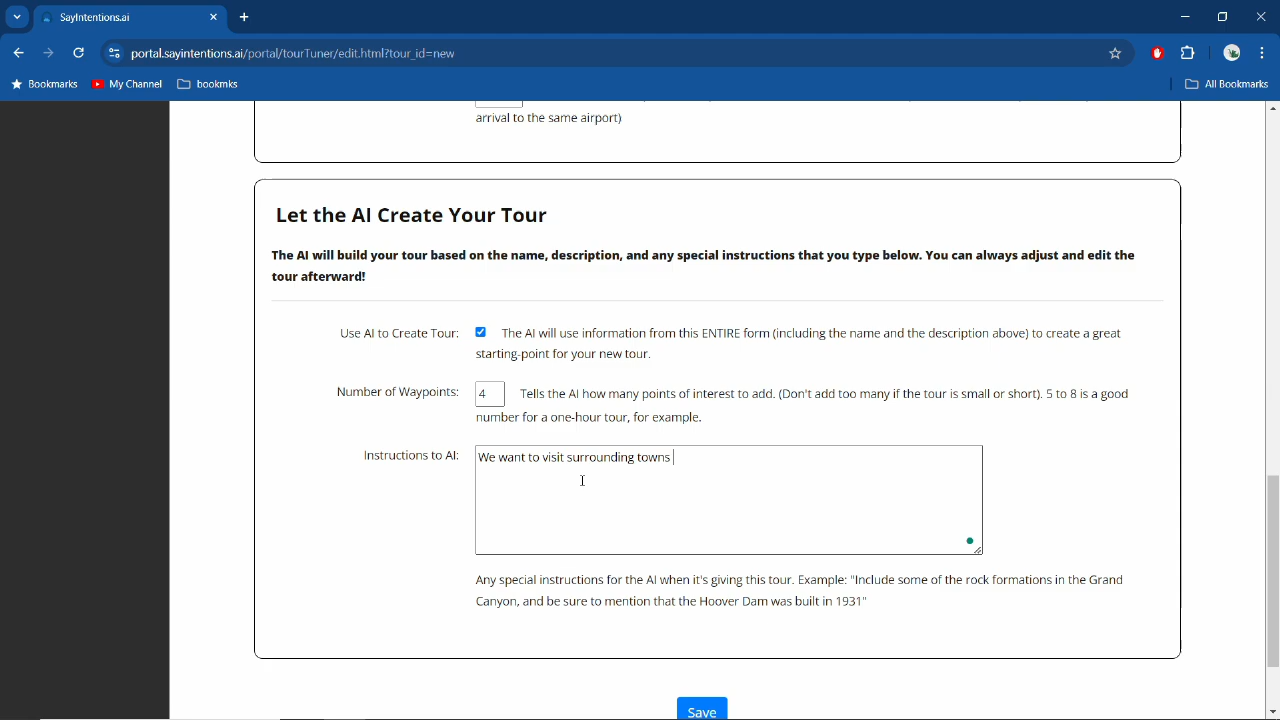 SayIntentions.ai
portal.sayintentions.ai/portal/tourTuner/edit.html?tour_id=new
Bookmarks
My Channel
bookmks
All Bookmarks
arrival to the same airport)
Let the AI Create Your Tour
The AI will build your tour based on the name, description, and any special instructions that you type below. You can always adjust and edit the
tour afterward!
Use AI to Create Tour:
The AI will use information from this ENTIRE form (including the name and the description above) to create a great
starting-point for your new tour.
Number of Waypoints:
4
Tells the AI how many points of interest to add. (Don't add too many if the tour is small or short). 5 to 8 is a good
number for a one-hour tour, for example.
Instructions to AI:
We want to visit surrounding towns
Any special instructions for the AI when it's giving this tour. Example: "Include some of the rock formations in the Grand
Canyon, and be sure to mention that the Hoover Dam was built in 1931"
Save